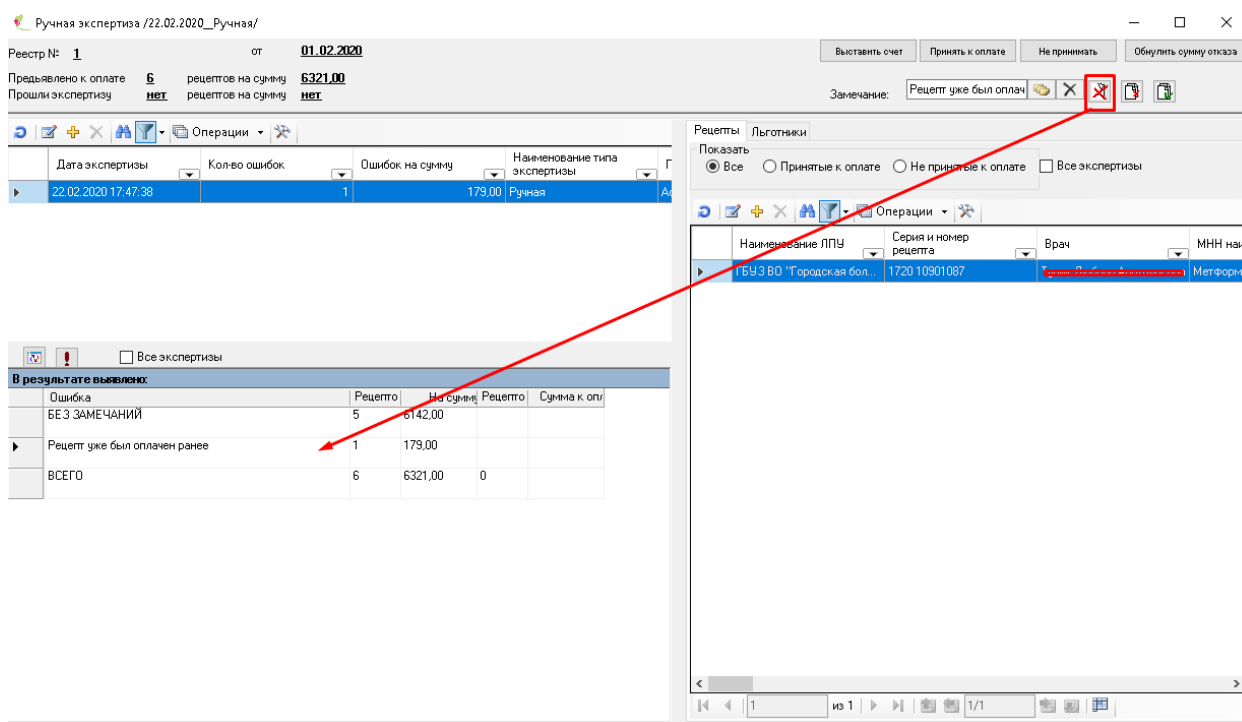 Ручная экспертиза /22.02.2020__Ручная/
Реестр № 1 от 01.02.2020
Выставить счет Принять к оплате Не принимать Обнулить сумму отказа
Предъявлено к оплате 6 рецептов на сумму 6321,00
Прошли экспертизу нет рецептов на сумму нет
Замечание: Рецепт уже был оплач
Операции
Дата экспертизы Кол-во ошибок Ошибок на сумму Наименование типа экспертизы
22.02.2020 17:47:38 1 179,00 Ручная
Рецепты Льготники
Показать
Все Принятые к оплате Не принятые к оплате Все экспертизы
Операции
Наименование ЛПУ Серия и номер рецепта Врач МНН наи
ГБУЗ ВО "Городская бол... 1720 10901087 Метформ
Все экспертизы
В результате выявлено:
Ошибка Рецепто На сумму Рецепто Сумма к опл
БЕЗ ЗАМЕЧАНИЙ 5 6142,00
Рецепт уже был оплачен ранее 1 179,00
ВСЕГО 6 6321,00 0
1 из 1 1/1